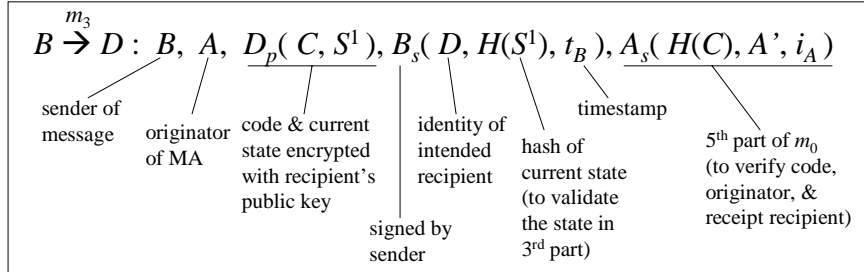 m₃
B → D : B, A, Dₚ( C, S¹ ), Bₛ( D, H(S¹), t_B ), Aₛ( H(C), A’, i_A )
sender of
message
originator
of MA
code & current
state encrypted
with recipient’s
public key
signed by
sender
identity of
intended
recipient
hash of
current state
(to validate
the state in
3ʳᵈ part)
timestamp
5ᵗʰ part of m₀
(to verify code,
originator, &
receipt recipient)